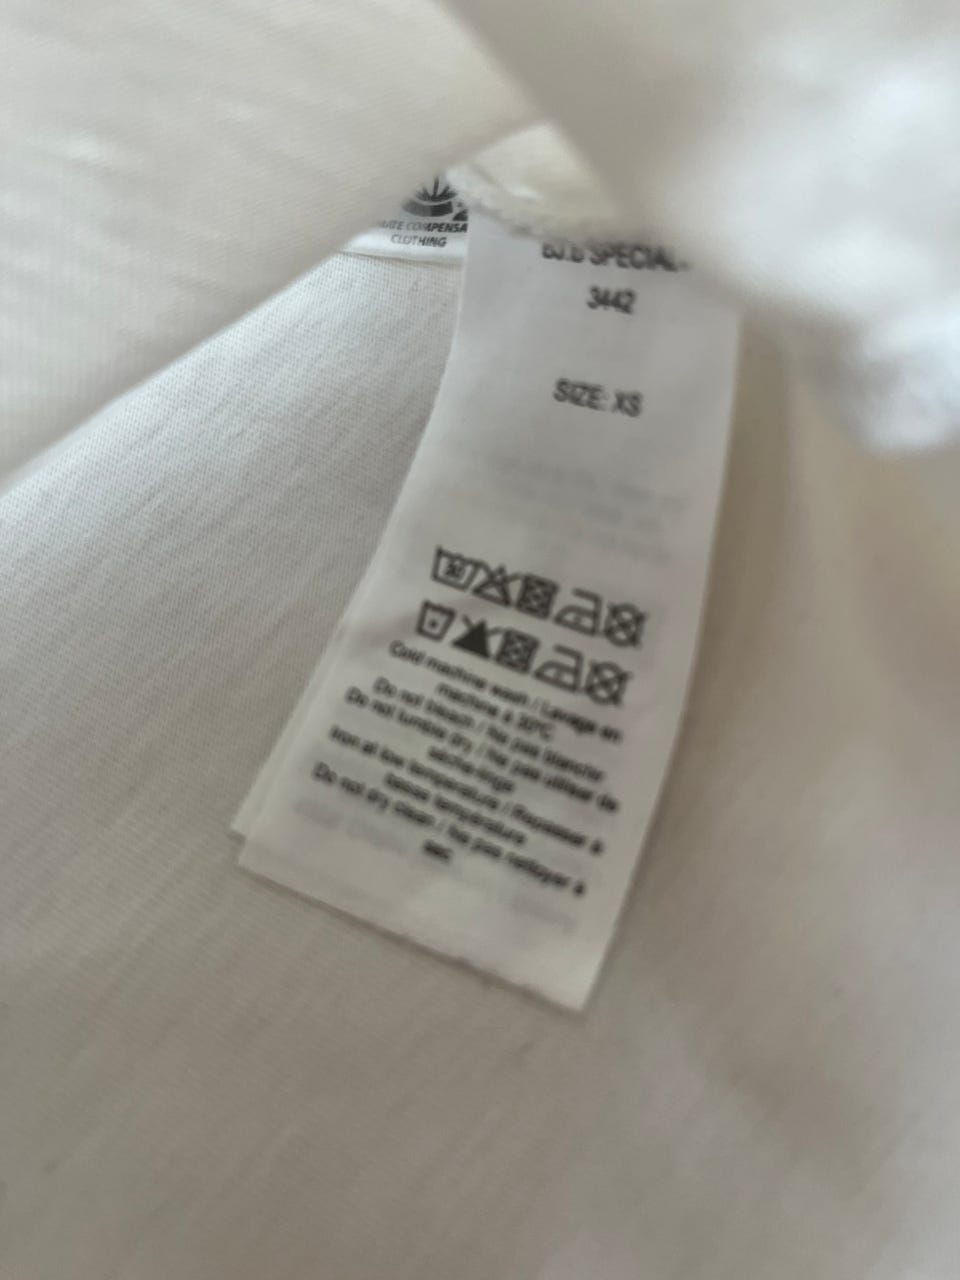 COMPENSA
CLOTHING
SPECIAL
3442
SIZE: XS
30
Cold machine wash / Lavage en
machine à 30°C
Do not bleach / Ne pas blanchir
Do not tumble dry / Ne pas utiliser de
sèche-linge
Iron at low temperature / Repasser à
basse température
Do not dry clean / Ne pas nettoyer à
sec